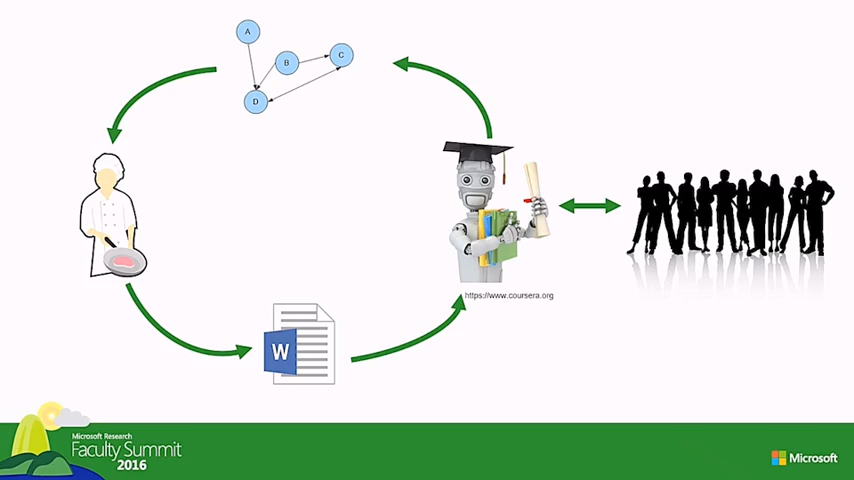 A
B
C
D
https://www.coursera.org
W
Microsoft Research
Faculty Summit
2016
Microsoft